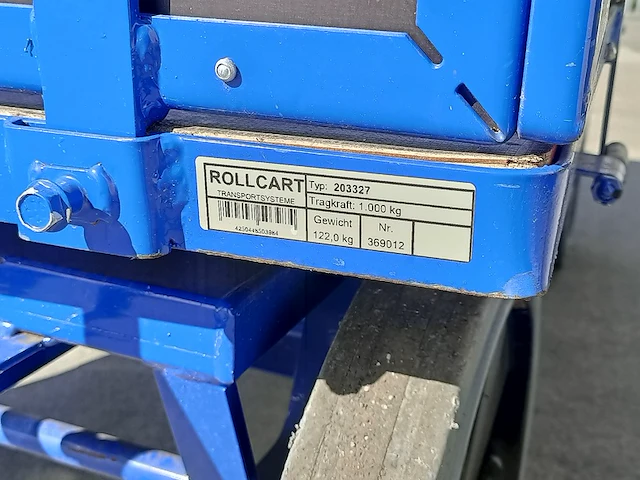 ROLLCART
TRANSPORTSYSTEME
Typ: 203327
Tragkraft: 1.000 kg
Gewicht
122,0 kg
Nr.
369012